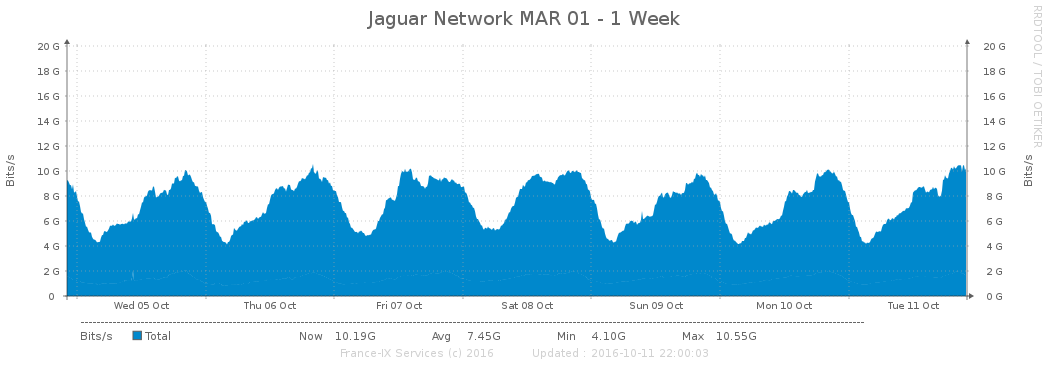 Jaguar Network MAR 01 - 1 Week
RRDTOOL / TOBI OETIKER
Bits/s
Bits/s
20 G 20 G
18 G 18 G
16 G 16 G
14 G 14 G
12 G 12 G
10 G 10 G
8 G 8 G
6 G 6 G
4 G 4 G
2 G 2 G
0 0 G
Wed 05 Oct Thu 06 Oct Fri 07 Oct Sat 08 Oct Sun 09 Oct Mon 10 Oct Tue 11 Oct
Bits/s Total Now 10.19G Avg 7.45G Min 4.10G Max 10.55G
France-IX Services (c) 2016 Updated : 2016-10-11 22:00:03